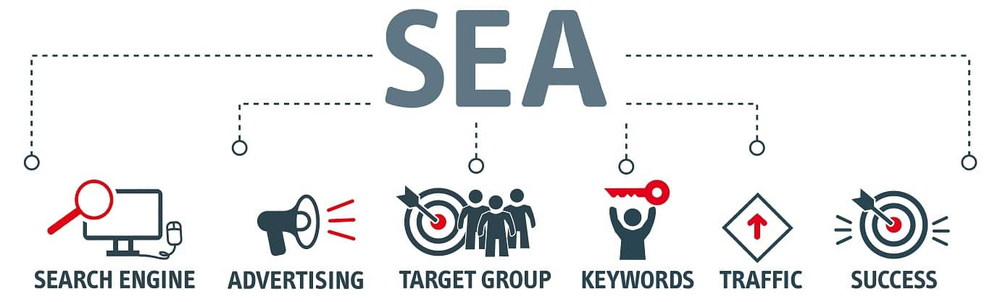 SEA
SEARCH ENGINE
ADVERTISING
TARGET GROUP
KEYWORDS
TRAFFIC
SUCCESS